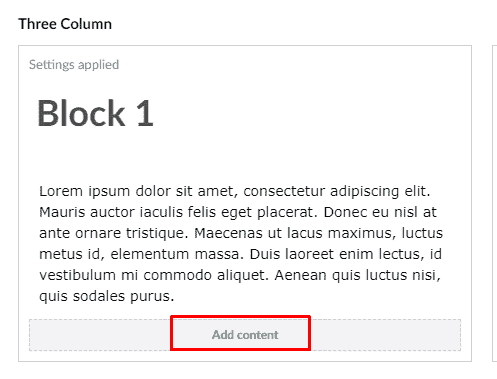 Three Column
Settings applied
Block 1
Lorem ipsum dolor sit amet, consectetur adipiscing elit.
Mauris auctor iaculis felis eget placerat. Donec eu nisl at
ante ornare tristique. Maecenas ut lacus maximus, luctus
metus id, elementum massa. Duis laoreet enim lectus, id
vestibulum mi commodo aliquet. Aenean quis luctus nisi,
quis sodales purus.
Add content